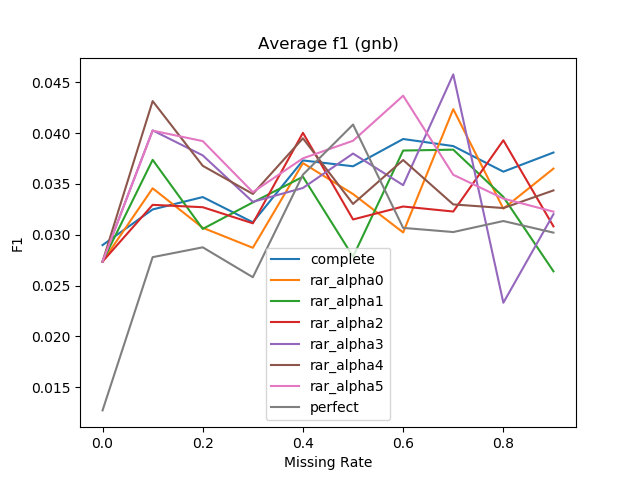 Average f1 (gnb)
0.045
0.040
0.035
0.030
0.025
0.020
0.015
F1
complete
rar_alpha0
rar_alpha1
rar_alpha2
rar_alpha3
rar_alpha4
rar_alpha5
perfect
0.0 0.2 0.4 0.6 0.8
Missing Rate